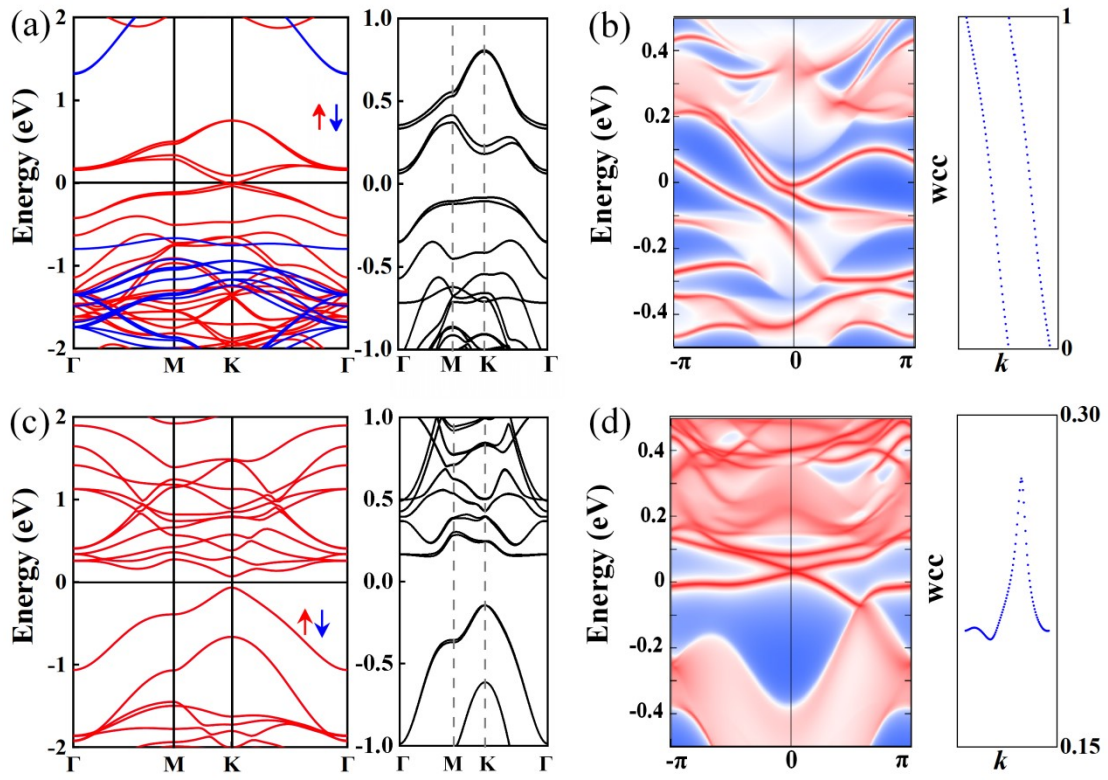 (a)
Energy (eV)
2
1
0
-1
-2
Γ M K Γ
1.0
0.5
0.0
-0.5
-1.0
Γ M K Γ
(b)
Energy (eV)
0.4
0.2
0
-0.2
-0.4
-π 0 π
wcc
1
0
k
(c)
Energy (eV)
2
1
0
-1
-2
Γ M K Γ
1.0
0.5
0.0
-0.5
-1.0
Γ M K Γ
(d)
Energy (eV)
0.4
0.2
0
-0.2
-0.4
-π 0 π
wcc
0.30
0.15
k